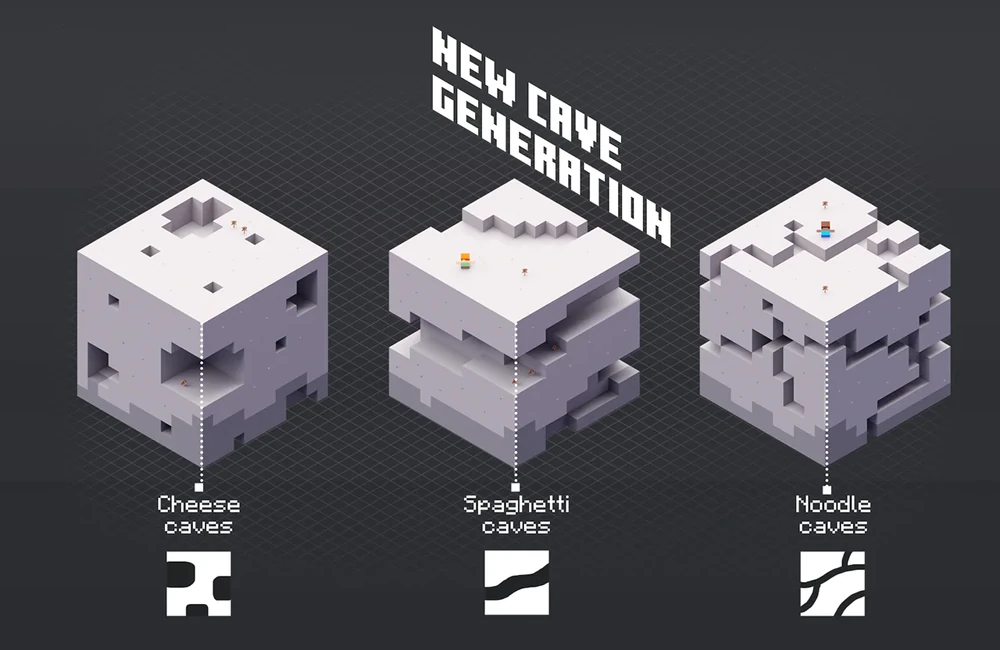 NEW CAVE
GENERATION
Cheese
caves
Spaghetti
caves
Noodle
caves